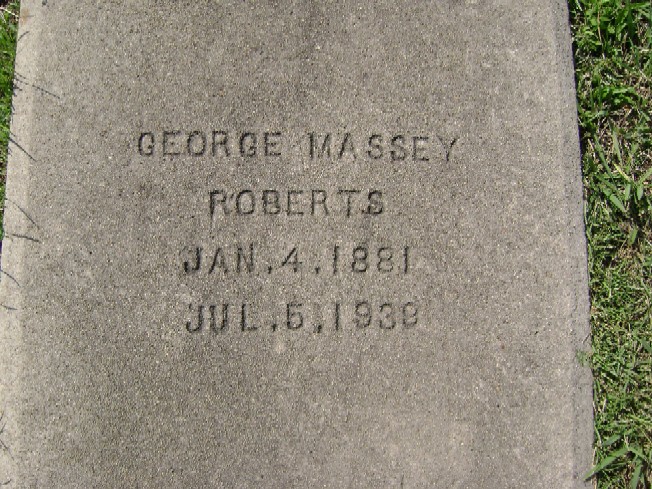 GEORGE MASSEY
ROBERTS
JAN. 4, 1881
JUL. 5, 1939